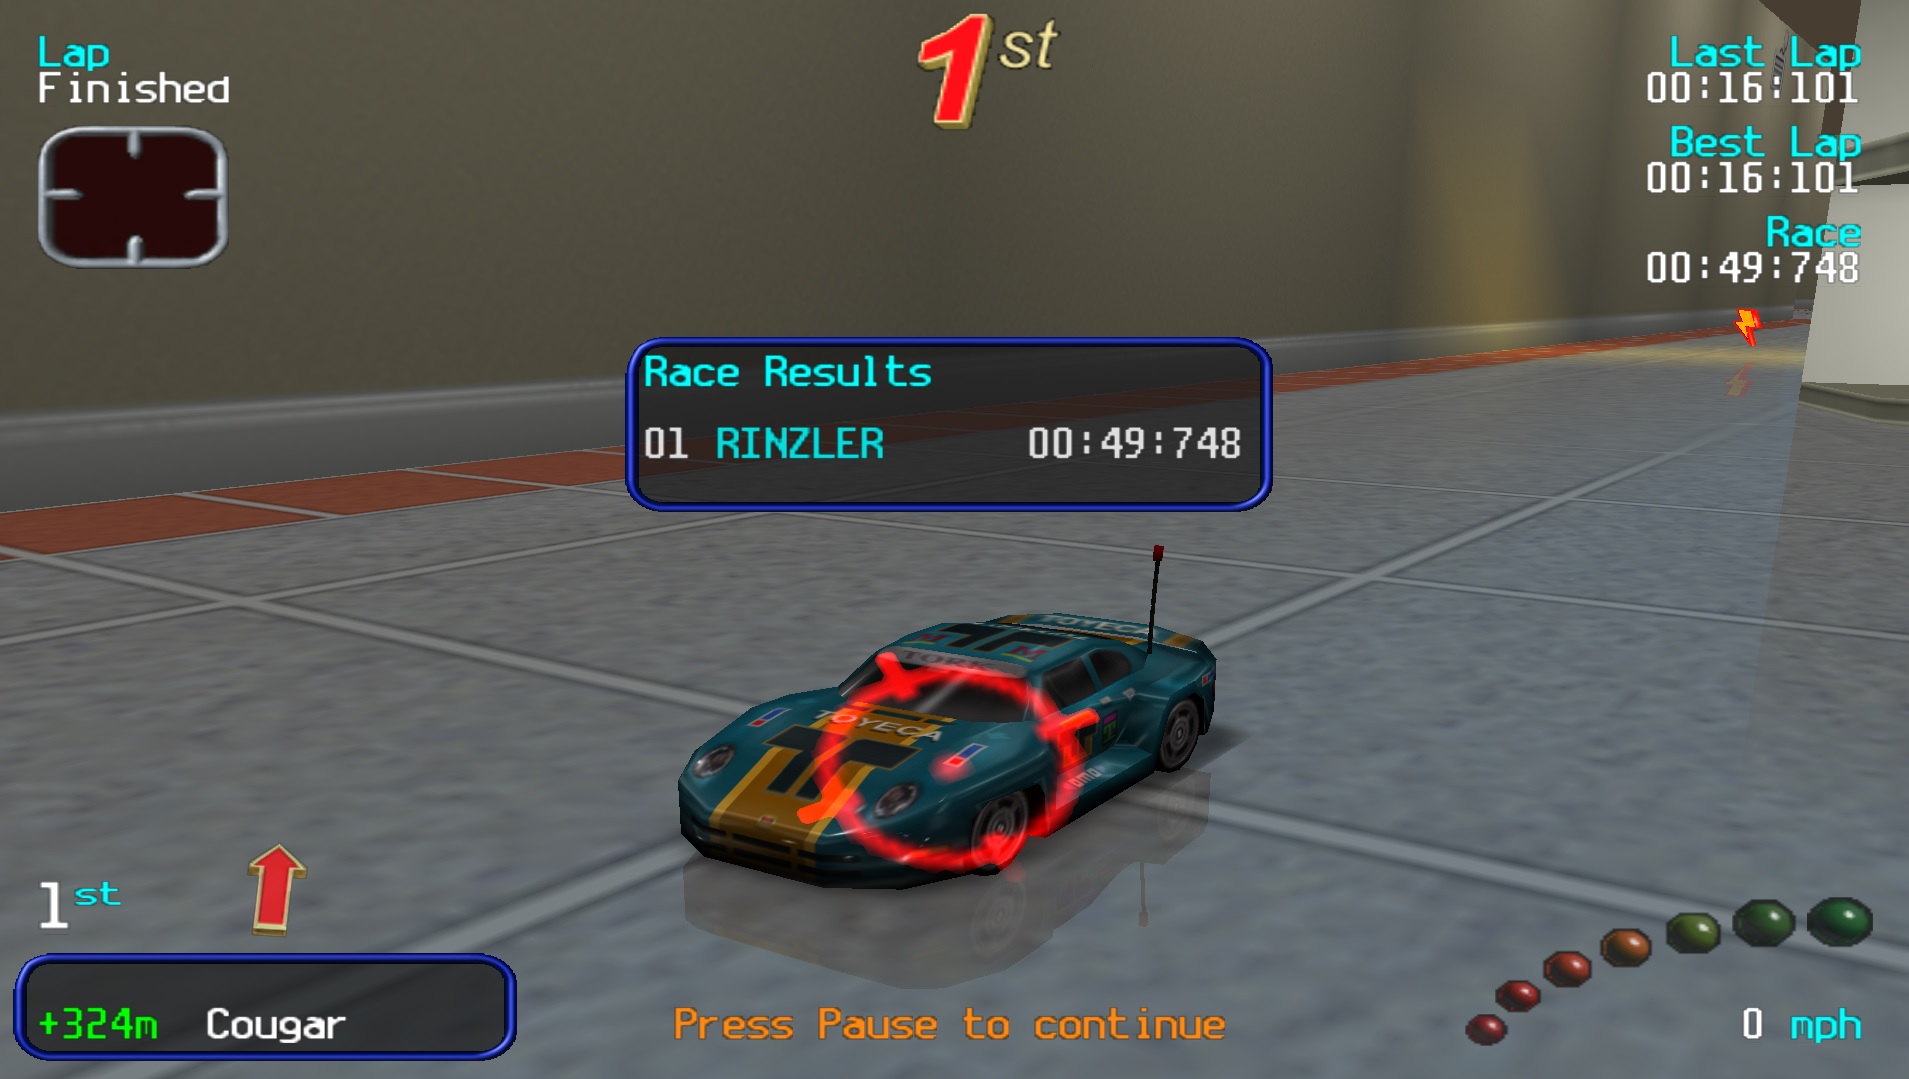 Lap
Finished
1st
Last Lap
00:16:101
Best Lap
00:16:101
Race
00:49:748
Race Results
01 RINZLER 00:49:748
TOYECA
TOYECA
1st
+324m Cougar
Press Pause to continue
0 mph